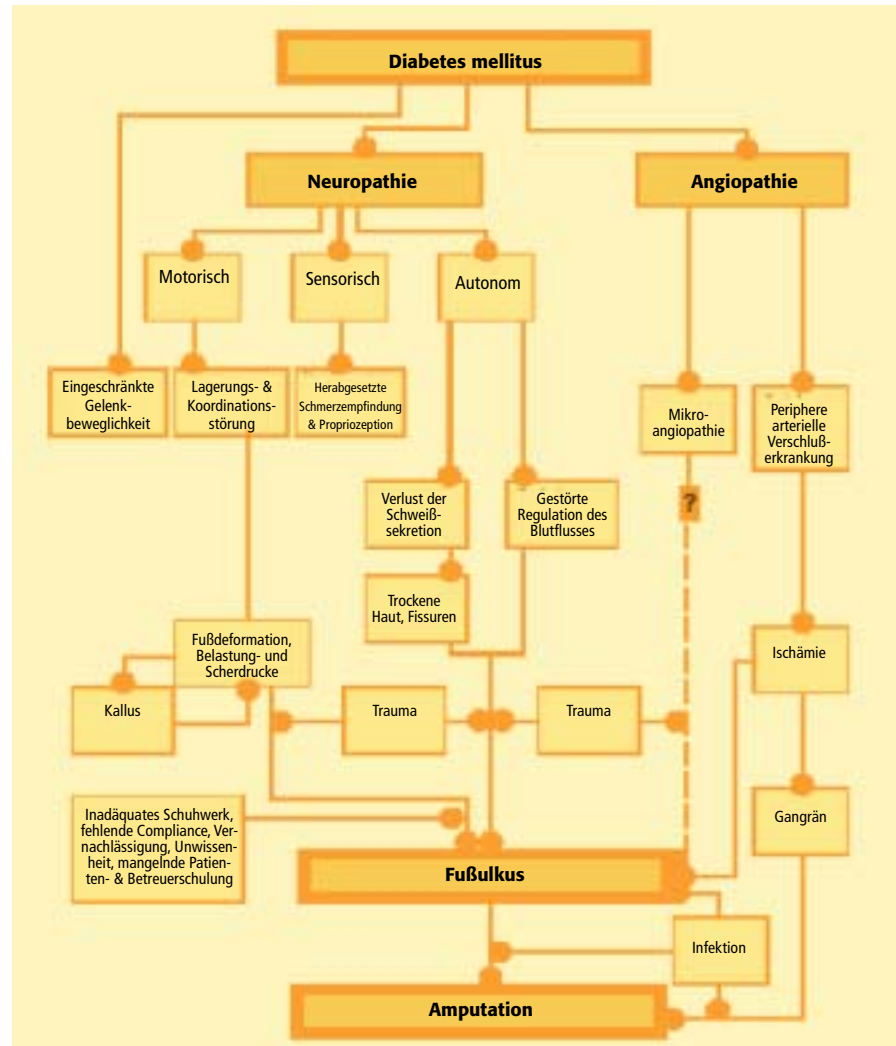 Diabetes mellitus
Neuropathie
Angiopathie
Motorisch
Sensorisch
Autonom
Eingeschränkte
Gelenk-
beweglichkeit
Lagerungs- &
Koordinations-
störung
Herabgesetzte
Schmerzempfindung
& Propriozeption
Mikro-
angiopathie
Periphere
arterielle
Verschluß-
erkrankung
?
Verlust der
Schweiß-
sekretion
Gestörte
Regulation des
Blutflusses
Trockene
Haut, Fissuren
Fußdeformation,
Belastung- und
Scherdrucke
Ischämie
Kallus
Trauma
Trauma
Inadäquates Schuhwerk,
fehlende Compliance, Ver-
nachlässigung, Unwissen-
heit, mangelnde Patien-
ten- & Betreuerschulung
Gangrän
Fußulkus
Infektion
Amputation